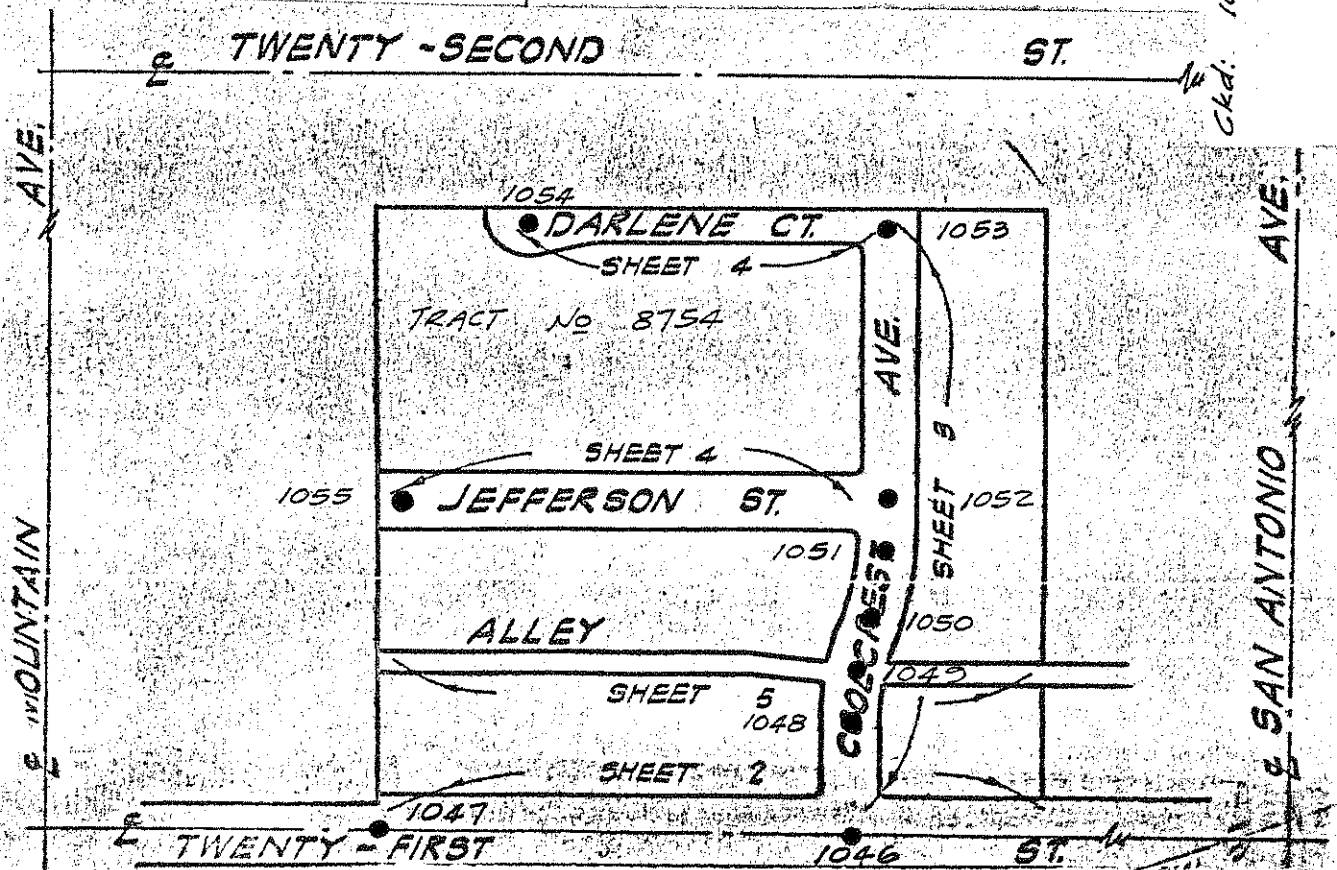 TWENTY - SECOND ST.
Ckd:
AVE.
AVE.
1054
DARLENE CT.
1053
SHEET 4
TRACT No 8754
AVE.
SHEET 3
SHEET 4
1055
JEFFERSON ST.
1052
1051
COOLCREST
1050
ALLEY
1049
SHEET 5
1048
SHEET 2
MOUNTAIN
SAN ANTONIO
1047
TWENTY - FIRST ST.
1046